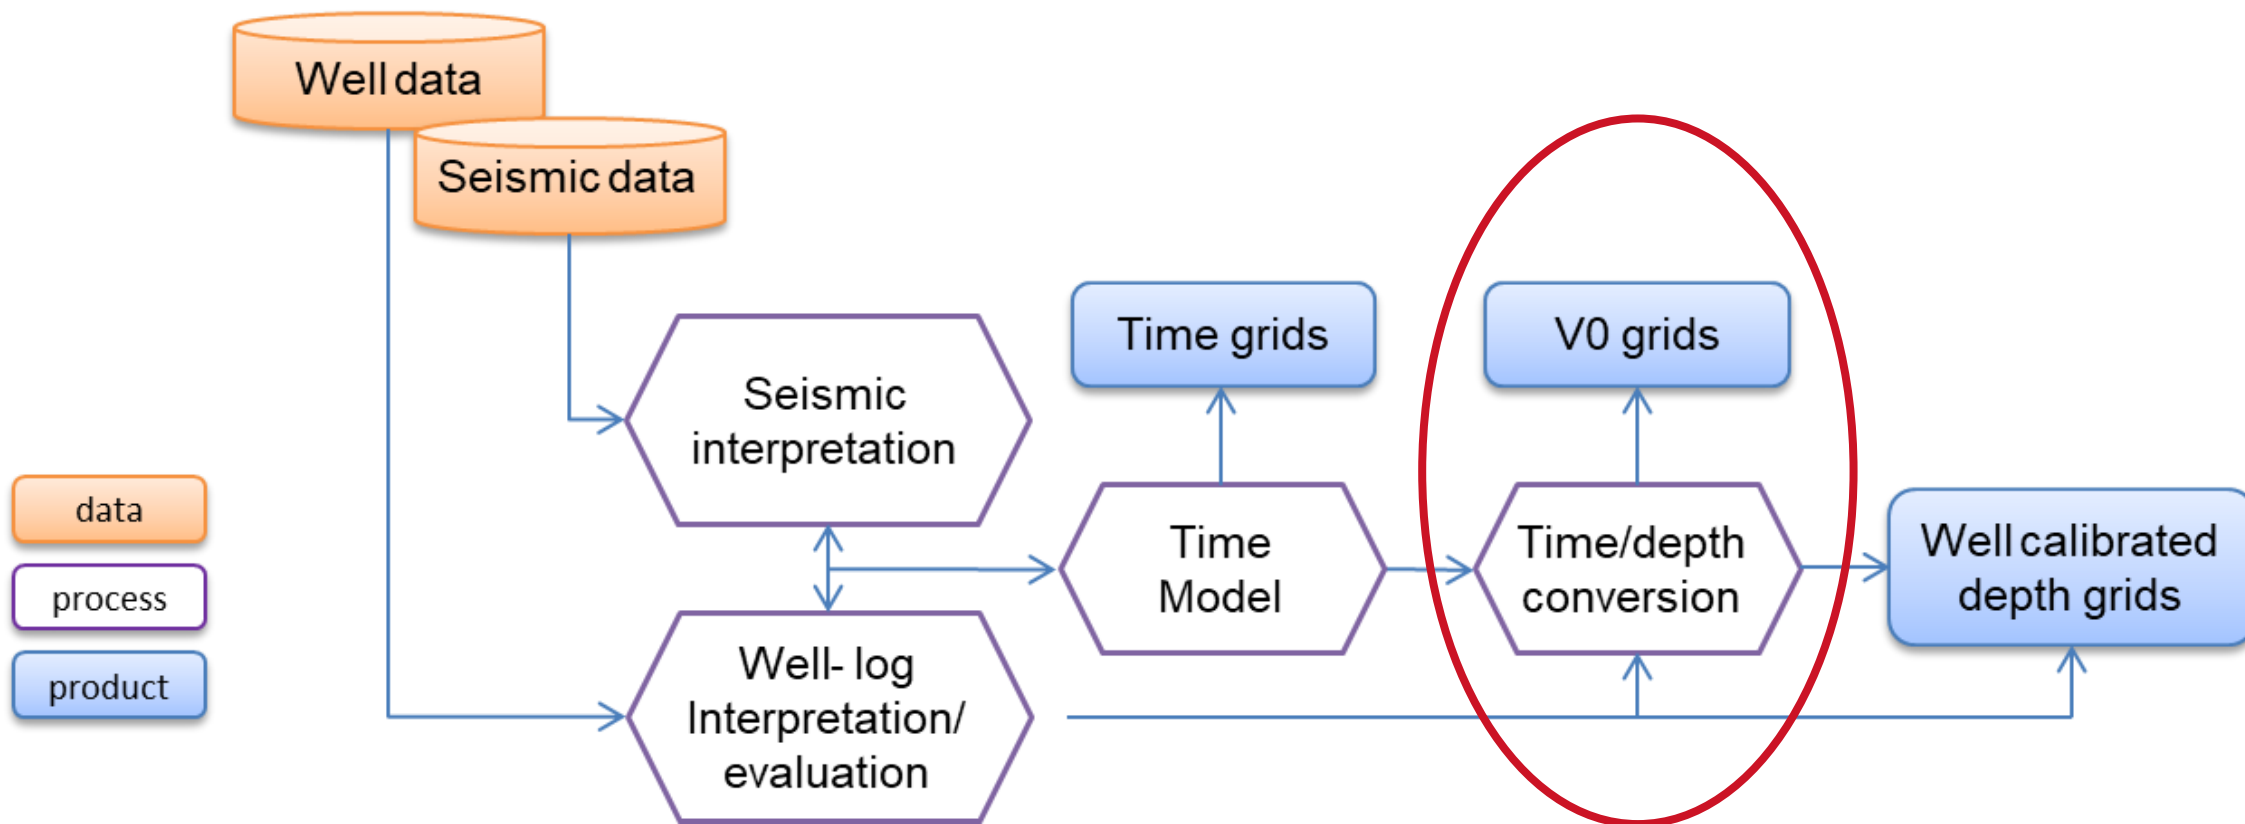 Well data
Seismic data
Time grids
V0 grids
Seismic
interpretation
data
process
product
Time
Model
Time/depth
conversion
Well calibrated
depth grids
Well- log
Interpretation/
evaluation